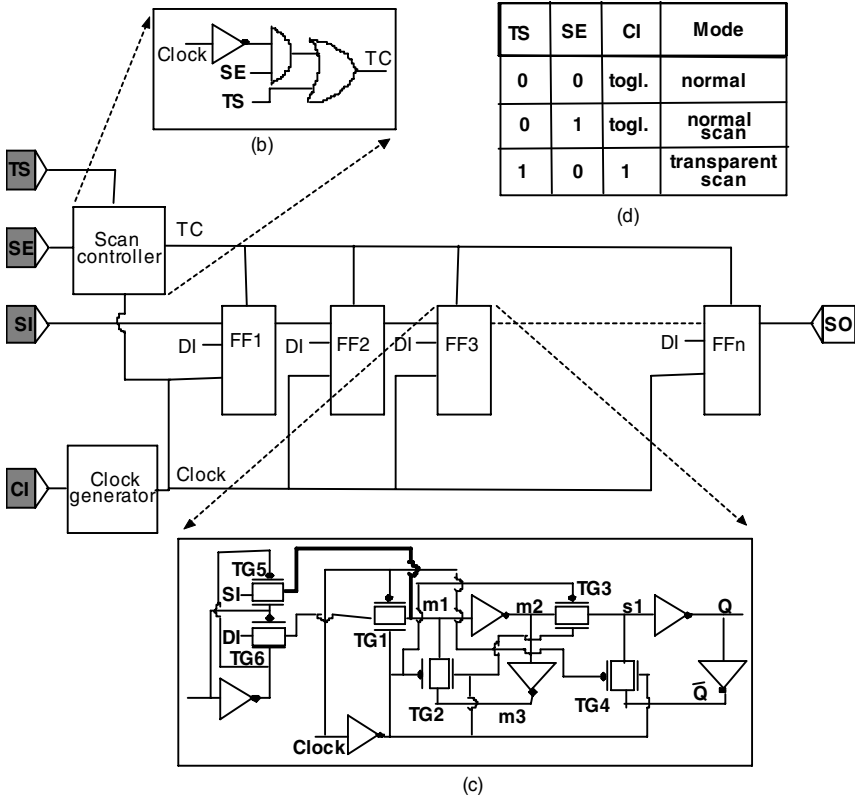 Clock
SE
TS
TC
(b)
TS SE CI Mode
0 0 togl. normal
0 1 togl. normal scan
1 0 1 transparent scan
(d)
TS
SE
Scan controller
TC
SI
DI
FF1
DI
FF2
DI
FF3
DI
FFn
SO
CI
Clock generator
Clock
TG5
SI
DI
TG6
TG1
m1
m2
TG3
s1
Q
TG2
m3
TG4
Q̅
Clock
(c)